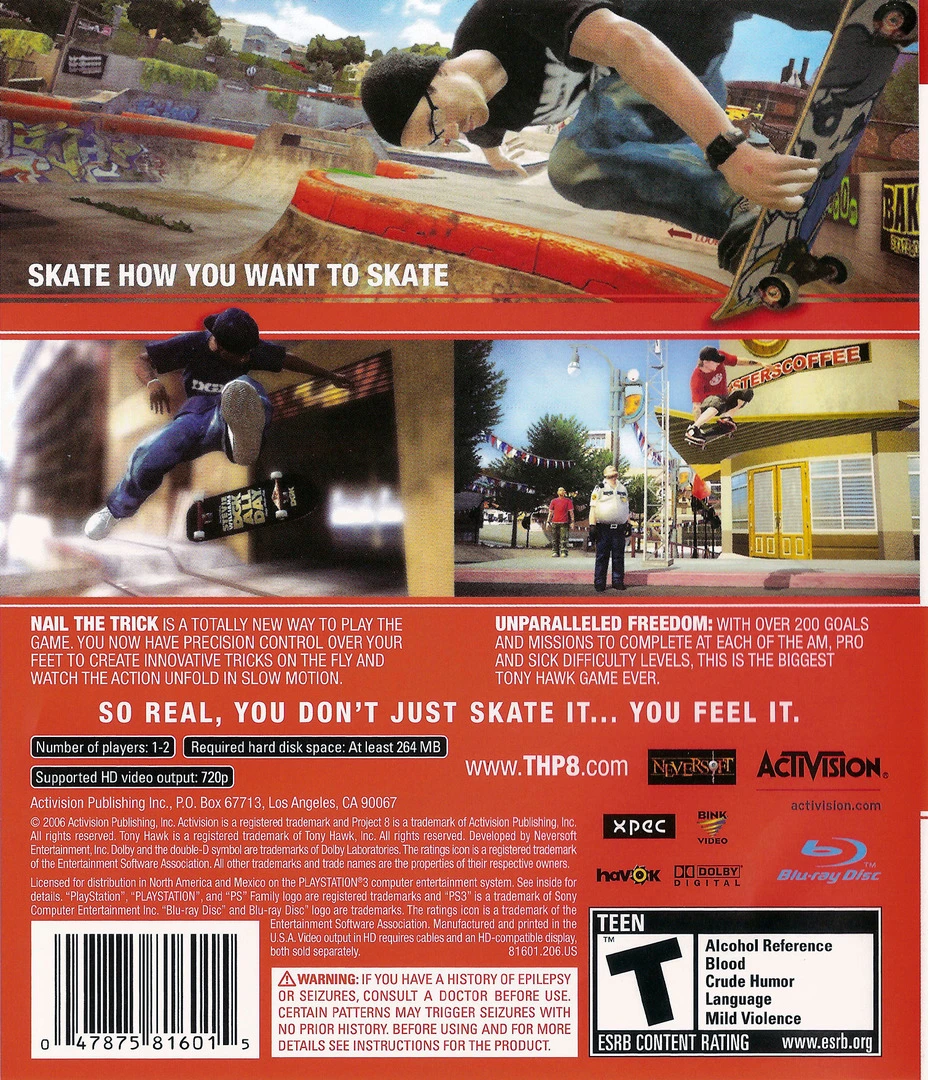 birdhouse
BAK
SKATE HOW YOU WANT TO SKATE
STERSCOFFEE
NAIL THE TRICK IS A TOTALLY NEW WAY TO PLAY THE
GAME. YOU NOW HAVE PRECISION CONTROL OVER YOUR
FEET TO CREATE INNOVATIVE TRICKS ON THE FLY AND
WATCH THE ACTION UNFOLD IN SLOW MOTION.
UNPARALLELED FREEDOM: WITH OVER 200 GOALS
AND MISSIONS TO COMPLETE AT EACH OF THE AM, PRO
AND SICK DIFFICULTY LEVELS, THIS IS THE BIGGEST
TONY HAWK GAME EVER.
SO REAL, YOU DON'T JUST SKATE IT... YOU FEEL IT.
Number of players: 1-2
Required hard disk space: At least 264 MB
Supported HD video output: 720p
www.THP8.com
NEVERSOFT
ACTIVISION®
activision.com
Activision Publishing Inc., P.O. Box 67713, Los Angeles, CA 90067
© 2006 Activision Publishing, Inc. Activision is a registered trademark and Project 8 is a trademark of Activision Publishing, Inc.
All rights reserved. Tony Hawk is a registered trademark of Tony Hawk, Inc. All rights reserved. Developed by Neversoft
Entertainment, Inc. Dolby and the double-D symbol are trademarks of Dolby Laboratories. The ratings icon is a registered trademark
of the Entertainment Software Association. All other trademarks and trade names are the properties of their respective owners.
xpec
BINK
VIDEO
havok
DOLBY
DIGITAL
Blu-ray Disc™
Licensed for distribution in North America and Mexico on the PLAYSTATION®3 computer entertainment system. See inside for
details. “PlayStation”, “PLAYSTATION”, and “PS” Family logo are registered trademarks and “PS3” is a trademark of Sony
Computer Entertainment Inc. “Blu-ray Disc” and Blu-ray Disc” logo are trademarks. The ratings icon is a trademark of the
Entertainment Software Association. Manufactured and printed in the
U.S.A. Video output in HD requires cables and an HD-compatible display,
both sold separately.
81601.206.US
0 47875 81601 5
WARNING: IF YOU HAVE A HISTORY OF EPILEPSY
OR SEIZURES, CONSULT A DOCTOR BEFORE USE.
CERTAIN PATTERNS MAY TRIGGER SEIZURES WITH
NO PRIOR HISTORY. BEFORE USING AND FOR MORE
DETAILS SEE INSTRUCTIONS FOR THE PRODUCT.
TEEN
T™
Alcohol Reference
Blood
Crude Humor
Language
Mild Violence
ESRB CONTENT RATING
www.esrb.org